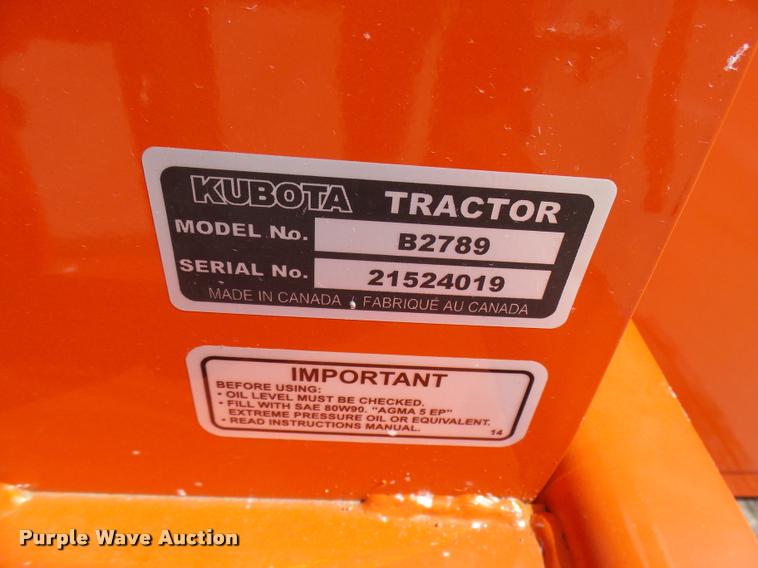 KUBOTA TRACTOR
MODEL No. B2789
SERIAL No. 21524019
MADE IN CANADA FABRIQUÉ AU CANADA
IMPORTANT
BEFORE USING:
• OIL LEVEL MUST BE CHECKED.
• FILL WITH SAE 80W90. "AGMA 5 EP"
EXTREME PRESSURE OIL OR EQUIVALENT.
• READ INSTRUCTIONS MANUAL.
14
Purple Wave Auction